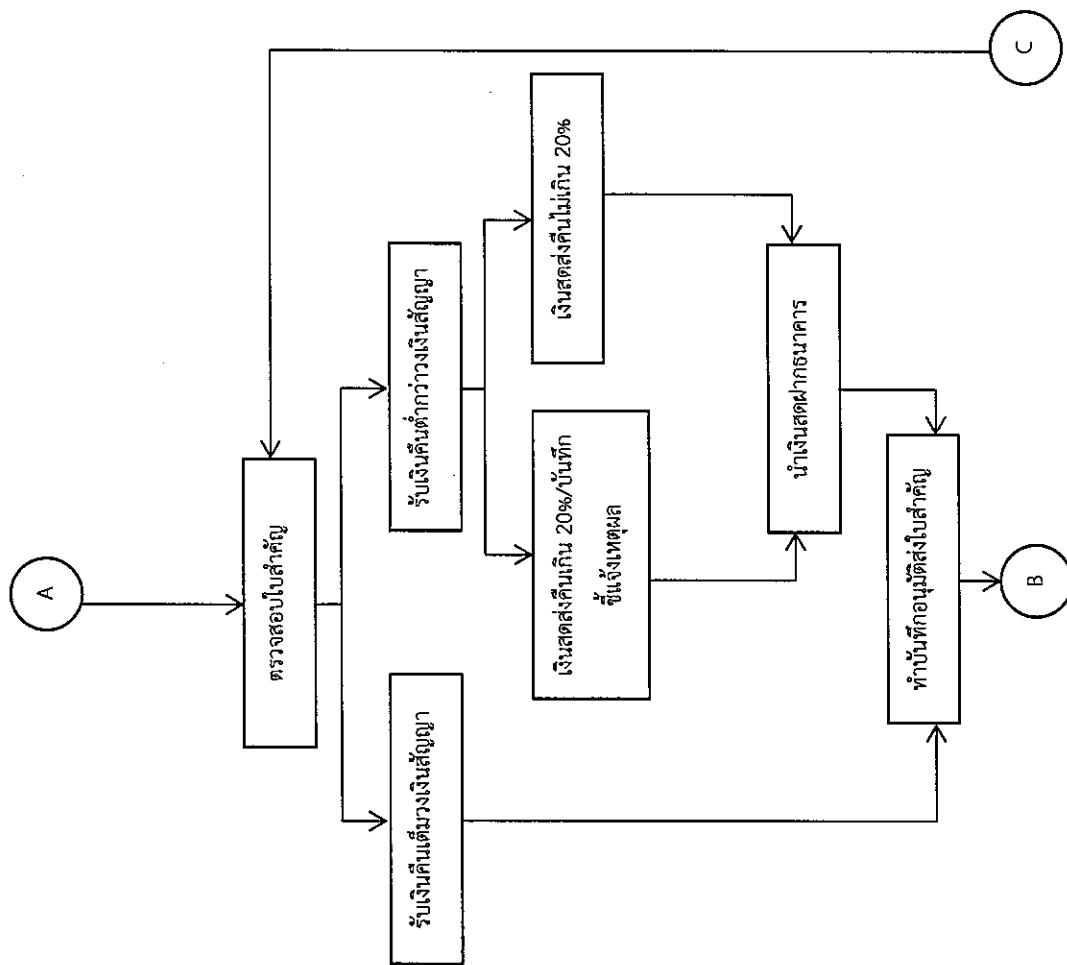 A
ตรวจสอบใบสำคัญ
C
รับเงินคืนเต็มวงเงินสัญญา
รับเงินคืนต่ำกว่าวงเงินสัญญา
เงินสดส่งคืนเกิน 20%/บันทึก
ชี้แจ้งเหตุผล
เงินสดส่งคืนไม่เกิน 20%
นำเงินสดฝากธนาคาร
ทำบันทึกอนุมัติส่งใบสำคัญ
B